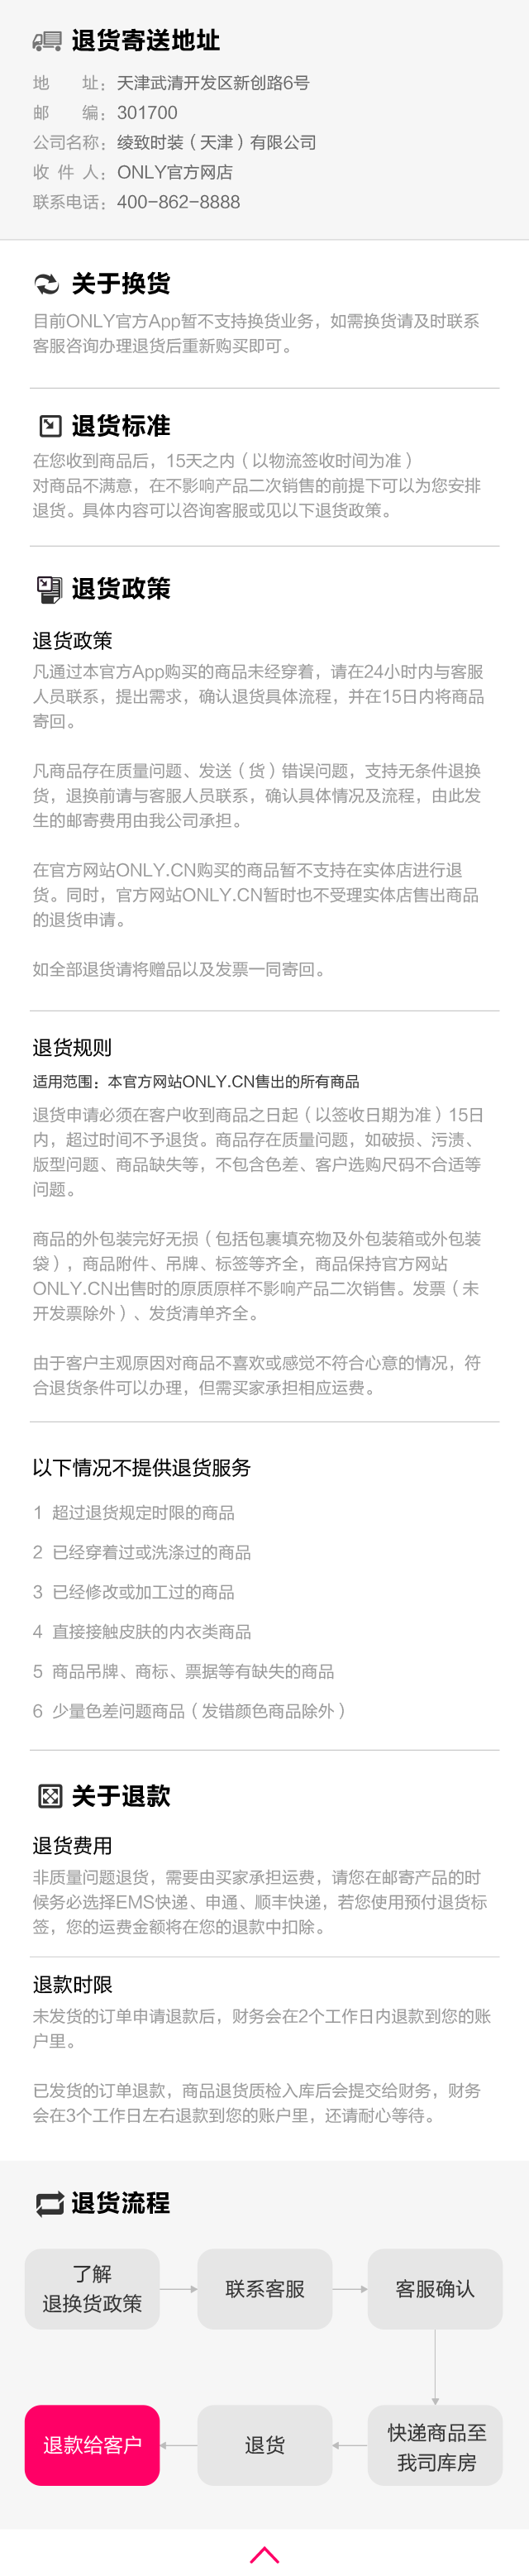 退货寄送地址
地 址：天津武清开发区新创路6号
邮 编：301700
公司名称：绫致时装（天津）有限公司
收 件 人：ONLY官方网店
联系电话：400-862-8888
关于换货
目前ONLY官方App暂不支持换货业务，如需换货请及时联系
客服咨询办理退货后重新购买即可。
退货标准
在您收到商品后，15天之内（以物流签收时间为准）
对商品不满意，在不影响产品二次销售的前提下可以为您安排
退货。具体内容可以咨询客服或见以下退货政策。
退货政策
退货政策
凡通过本官方App购买的商品未经穿着，请在24小时内与客服
人员联系，提出需求，确认退货具体流程，并在15日内将商品
寄回。
凡商品存在质量问题、发送（货）错误问题，支持无条件退换
货，退换前请与客服人员联系，确认具体情况及流程，由此发
生的邮寄费用由我公司承担。
在官方网站ONLY.CN购买的商品暂不支持在实体店进行退
货。同时，官方网站ONLY.CN暂时也不受理实体店售出商品
的退货申请。
如全部退货请将赠品以及发票一同寄回。
退货规则
适用范围：本官方网站ONLY.CN售出的所有商品
退货申请必须在客户收到商品之日起（以签收日期为准）15日
内，超过时间不予退货。商品存在质量问题，如破损、污渍、
版型问题、商品缺失等，不包含色差、客户选购尺码不合适等
问题。
商品的外包装完好无损（包括包裹填充物及外包装箱或外包装
袋），商品附件、吊牌、标签等齐全，商品保持官方网站
ONLY.CN出售时的原质原样不影响产品二次销售。发票（未
开发票除外）、发货清单齐全。
由于客户主观原因对商品不喜欢或感觉不符合心意的情况，符
合退货条件可以办理，但需买家承担相应运费。
以下情况不提供退货服务
1 超过退货规定时限的商品
2 已经穿着过或洗涤过的商品
3 已经修改或加工过的商品
4 直接接触皮肤的内衣类商品
5 商品吊牌、商标、票据等有缺失的商品
6 少量色差问题商品（发错颜色商品除外）
关于退款
退货费用
非质量问题退货，需要由买家承担运费，请您在邮寄产品的时
候务必选择EMS快递、申通、顺丰快递，若您使用预付退货标
签，您的运费金额将在您的退款中扣除。
退款时限
未发货的订单申请退款后，财务会在2个工作日内退款到您的账
户里。
已发货的订单退款，商品退货质检入库后会提交给财务，财务
会在3个工作日左右退款到您的账户里，还请耐心等待。
退货流程
了解
退换货政策
联系客服
客服确认
快递商品至
我司库房
退货
退款给客户